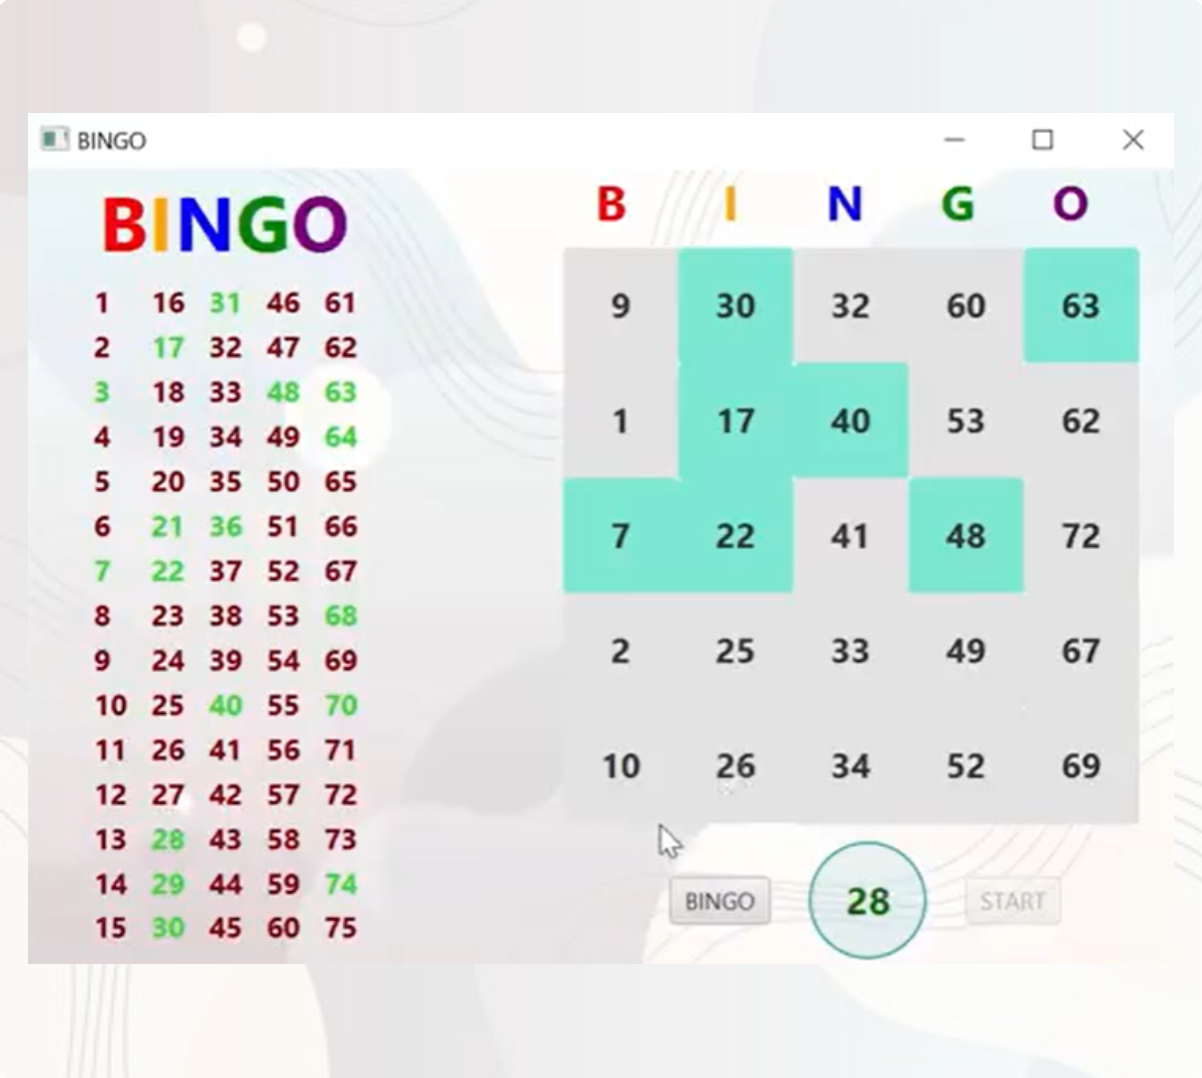 BINGO
BINGO
1 16 31 46 61
2 17 32 47 62
3 18 33 48 63
4 19 34 49 64
5 20 35 50 65
6 21 36 51 66
7 22 37 52 67
8 23 38 53 68
9 24 39 54 69
10 25 40 55 70
11 26 41 56 71
12 27 42 57 72
13 28 43 58 73
14 29 44 59 74
15 30 45 60 75
B I N G O
9 30 32 60 63
1 17 40 53 62
7 22 41 48 72
2 25 33 49 67
10 26 34 52 69
BINGO 28 START